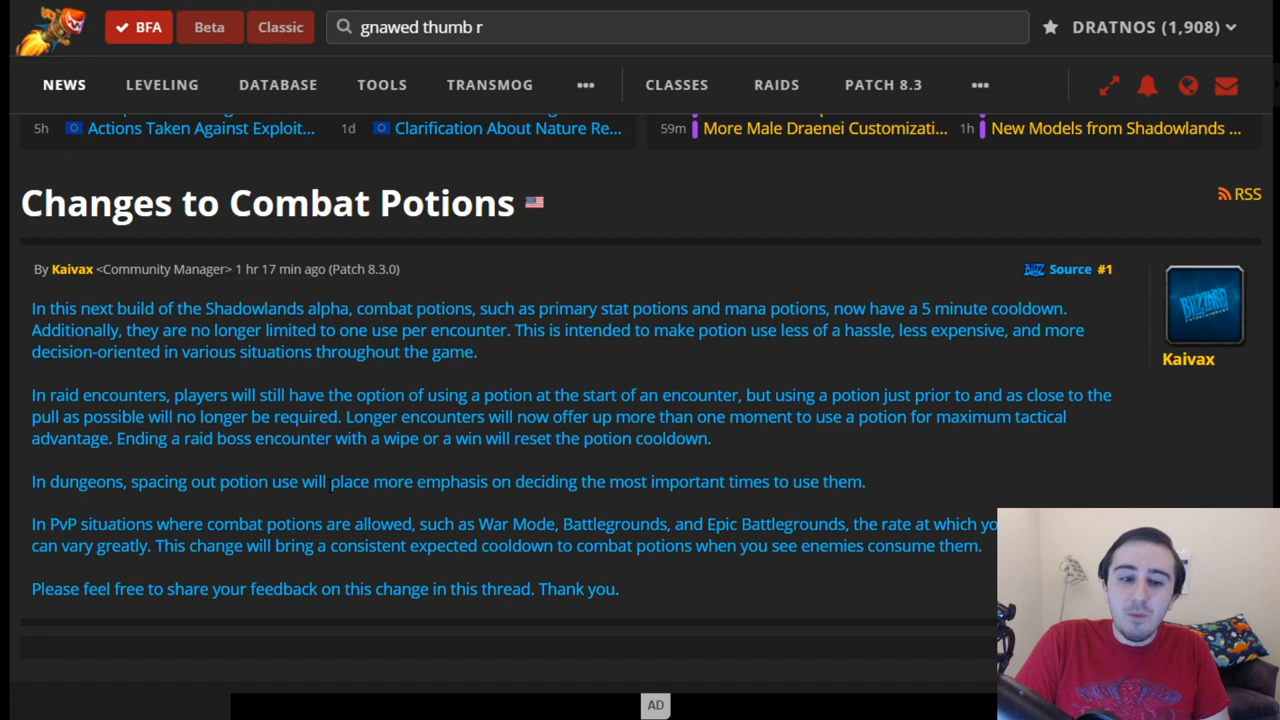 BFA Beta Classic gnawed thumb r DRATNOS (1,908)
NEWS LEVELING DATABASE TOOLS TRANSMOG ••• CLASSES RAIDS PATCH 8.3 •••
5h Actions Taken Against Exploit... 1d Clarification About Nature Re... 59m More Male Draenei Customizati... 1h New Models from Shadowlands ...
Changes to Combat Potions
RSS
By Kaivax <Community Manager> 1 hr 17 min ago (Patch 8.3.0) BLIZZ Source #1
In this next build of the Shadowlands alpha, combat potions, such as primary stat potions and mana potions, now have a 5 minute cooldown.
Additionally, they are no longer limited to one use per encounter. This is intended to make potion use less of a hassle, less expensive, and more
decision-oriented in various situations throughout the game.
BLIZZARD
ENTERTAINMENT
Kaivax
In raid encounters, players will still have the option of using a potion at the start of an encounter, but using a potion just prior to and as close to the
pull as possible will no longer be required. Longer encounters will now offer up more than one moment to use a potion for maximum tactical
advantage. Ending a raid boss encounter with a wipe or a win will reset the potion cooldown.
In dungeons, spacing out potion use will place more emphasis on deciding the most important times to use them.
In PvP situations where combat potions are allowed, such as War Mode, Battlegrounds, and Epic Battlegrounds, the rate at which yo
can vary greatly. This change will bring a consistent expected cooldown to combat potions when you see enemies consume them.
Please feel free to share your feedback on this change in this thread. Thank you.
AD